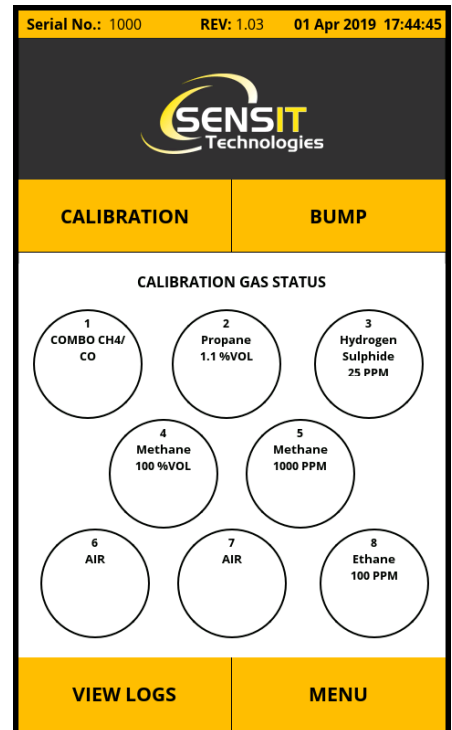 Serial No.: 1000 REV: 1.03 01 Apr 2019 17:44:45
SENSIT
Technologies
CALIBRATION BUMP
CALIBRATION GAS STATUS
1
COMBO CH4/
CO
2
Propane
1.1 %VOL
3
Hydrogen
Sulphide
25 PPM
4
Methane
100 %VOL
5
Methane
1000 PPM
6
AIR
7
AIR
8
Ethane
100 PPM
VIEW LOGS MENU